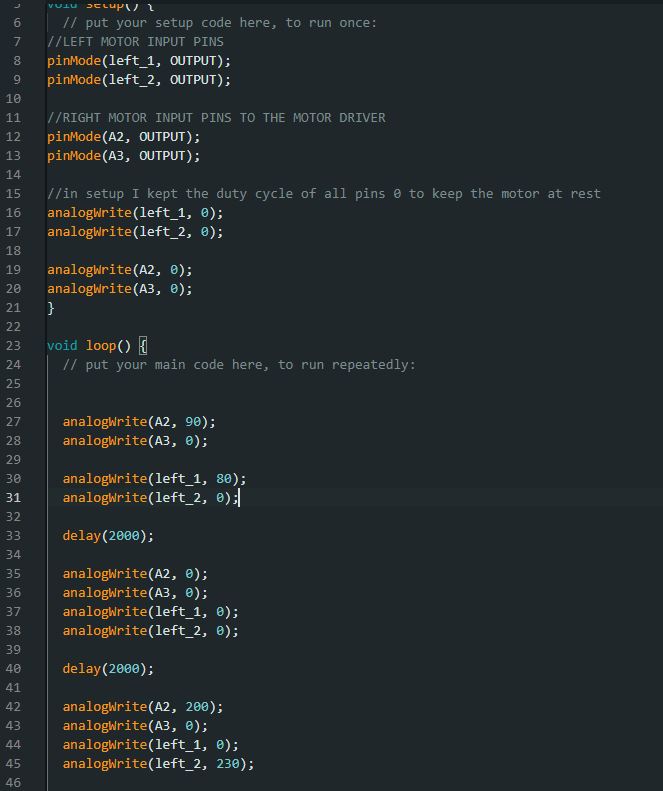 5 void setup() {
6 // put your setup code here, to run once:
7 //LEFT MOTOR INPUT PINS
8 pinMode(left_1, OUTPUT);
9 pinMode(left_2, OUTPUT);
10
11 //RIGHT MOTOR INPUT PINS TO THE MOTOR DRIVER
12 pinMode(A2, OUTPUT);
13 pinMode(A3, OUTPUT);
14
15 //in setup I kept the duty cycle of all pins 0 to keep the motor at rest
16 analogWrite(left_1, 0);
17 analogWrite(left_2, 0);
18
19 analogWrite(A2, 0);
20 analogWrite(A3, 0);
21 }
22
23 void loop() {
24 // put your main code here, to run repeatedly:
25
26
27 analogWrite(A2, 90);
28 analogWrite(A3, 0);
29
30 analogWrite(left_1, 80);
31 analogWrite(left_2, 0);
32
33 delay(2000);
34
35 analogWrite(A2, 0);
36 analogWrite(A3, 0);
37 analogWrite(left_1, 0);
38 analogWrite(left_2, 0);
39
40 delay(2000);
41
42 analogWrite(A2, 200);
43 analogWrite(A3, 0);
44 analogWrite(left_1, 0);
45 analogWrite(left_2, 230);
46